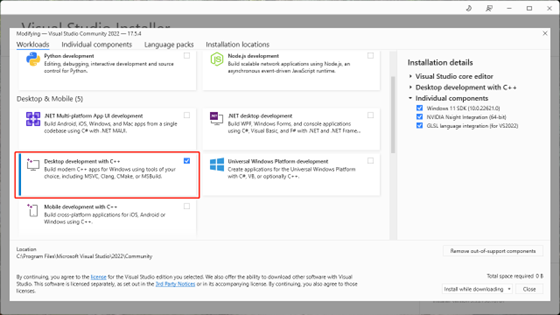 Visual Studio Installer
Modifying — Visual Studio Community 2022 — 17.5.4
Workloads Individual components Language packs Installation locations
Python development
Editing, debugging, interactive development and source
control for Python.
Node.js development
Build scalable network applications using Node.js, an
asynchronous event-driven JavaScript runtime.
Desktop & Mobile (5)
.NET Multi-platform App UI development
Build Android, iOS, Windows, and Mac apps from a single
codebase using C# with .NET MAUI.
.NET desktop development
Build WPF, Windows Forms, and console applications
using C#, Visual Basic, and F# with .NET and .NET Frame...
Desktop development with C++
Build modern C++ apps for Windows using tools of your
choice, including MSVC, Clang, CMake, or MSBuild.
Universal Windows Platform development
Create applications for the Universal Windows Platform
with C#, VB, or optionally C++.
Mobile development with C++
Build cross-platform applications for iOS, Android or
Windows using C++.
Installation details
Visual Studio core editor
Desktop development with C++
Individual components
Windows 11 SDK (10.0.22621.0)
NVIDIA Nsight Integration (64-bit)
GLSL language integration (for VS2022)
Location
C:\Program Files\Microsoft Visual Studio\2022\Community
Remove out-of-support components
By continuing, you agree to the license for the Visual Studio edition you selected. We also offer the ability to download other software with Visual
Studio. This software is licensed separately, as set out in the 3rd Party Notices or in its accompanying license. By continuing, you also agree to those
licenses.
Total space required: 0 B
Install while downloading
Close